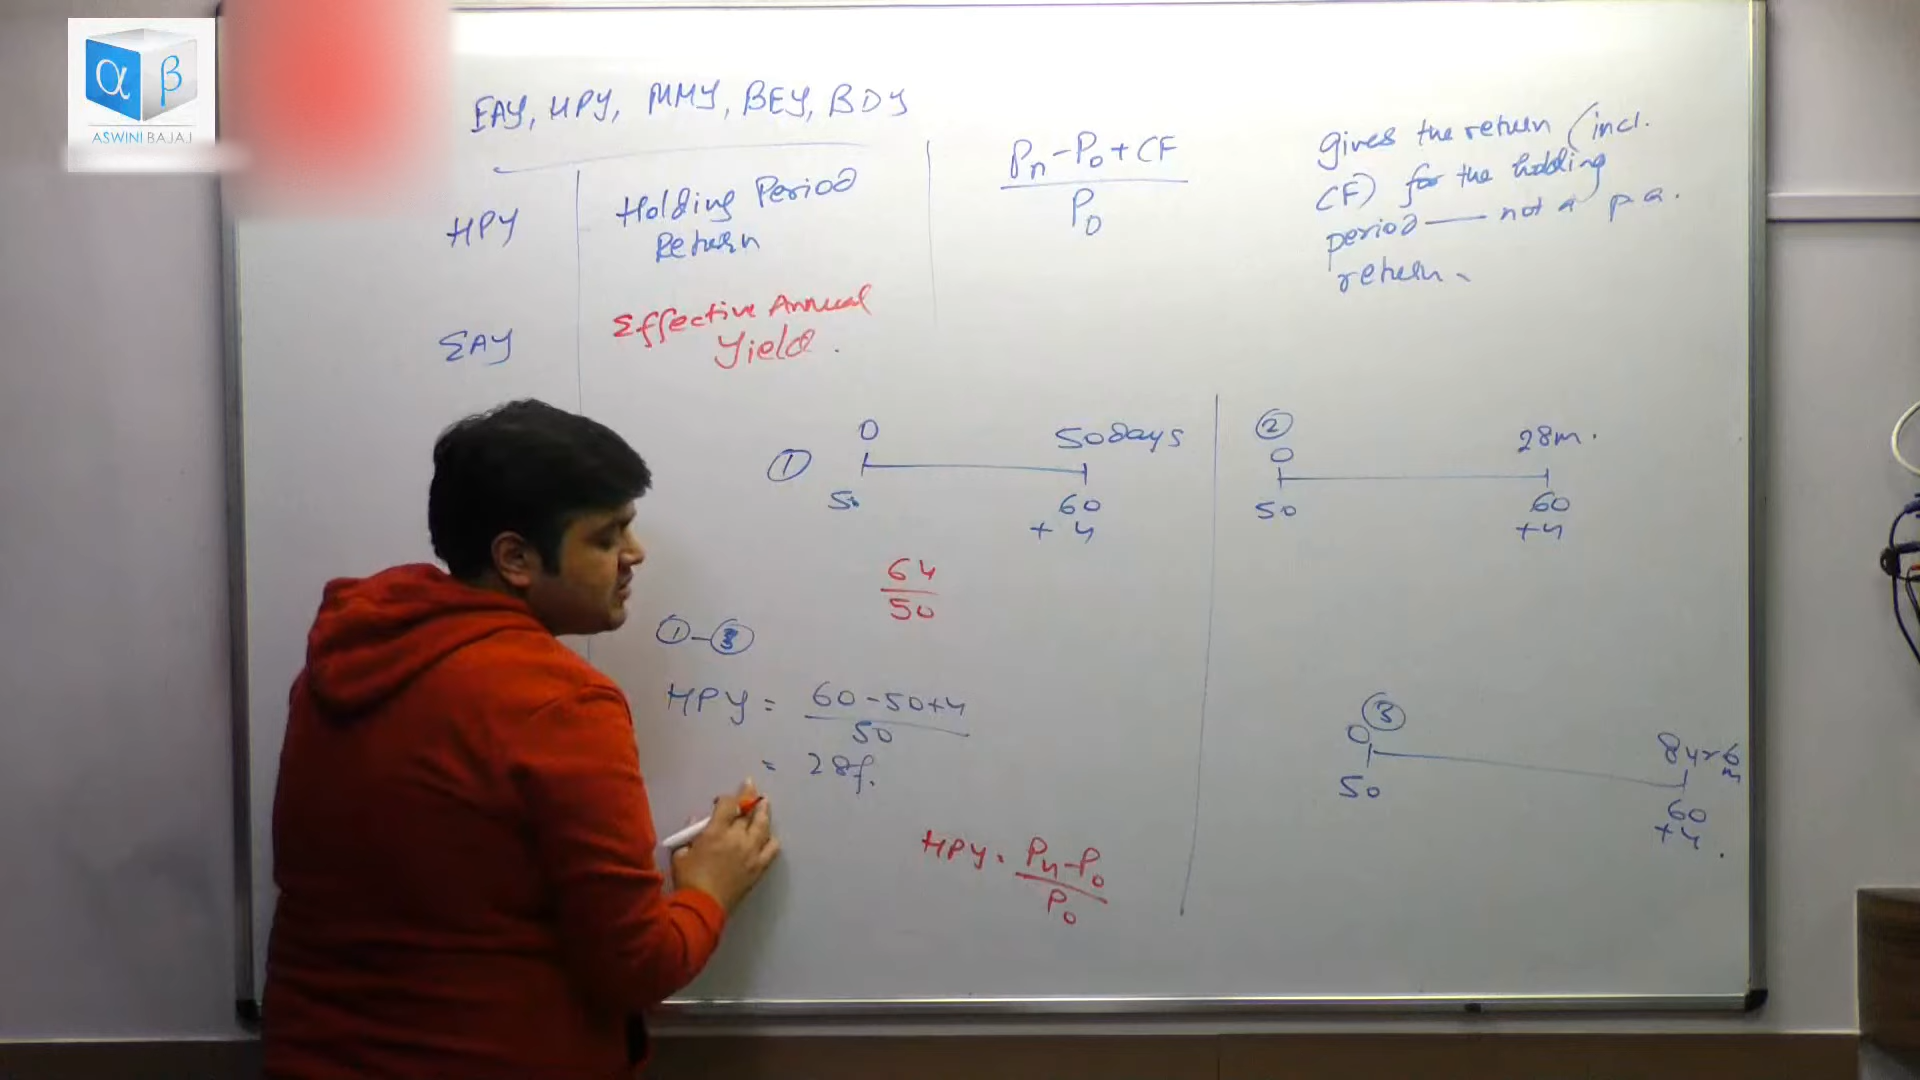 α β
ASWINI BAJAJ
EAY, HPY, MMY, BEY, BDY
HPY
Holding Period
Return
Pn-P0+CF
P0
gives the return (incl.
CF) for the holding
period — not a p.a.
return.
EAY
Effective Annual
Yield.
①
0
50days
50
60
+ 4
64
50
②
0
28m.
50
60
+4
①-③
HPY = 60-50+4
50
= 28%.
HPY = Pn-P0
P0
③
0
8yr6
m
50
60
+4.